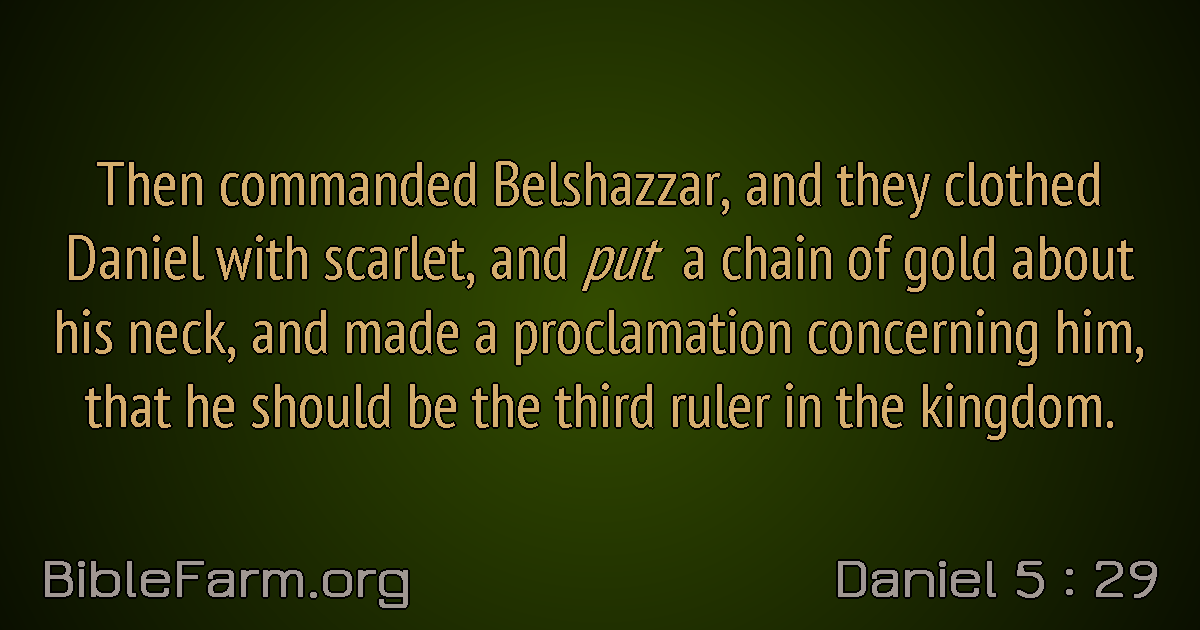 Then commanded Belshazzar, and they clothed
Daniel with scarlet, and put a chain of gold about
his neck, and made a proclamation concerning him,
that he should be the third ruler in the kingdom.
BibleFarm.org
Daniel 5 : 29